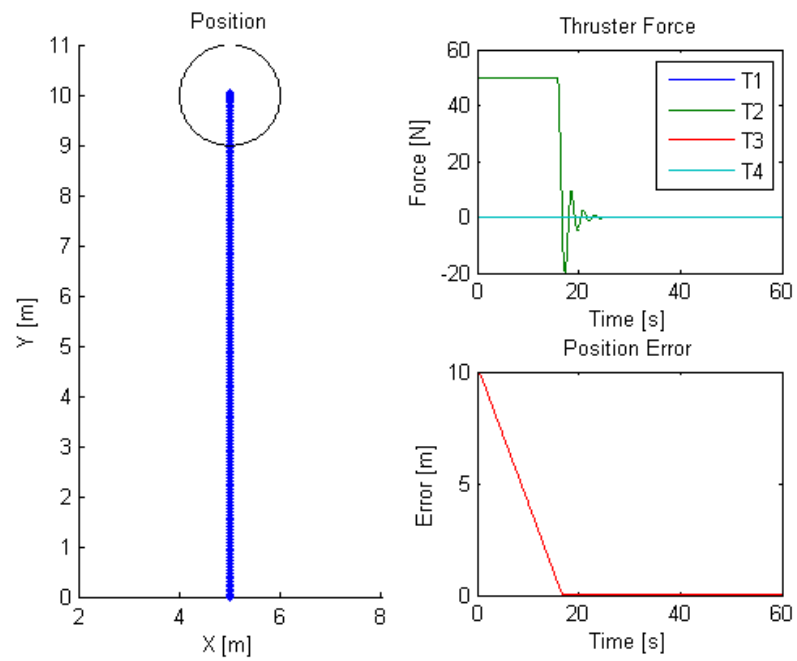 Position
11
10
9
8
7
6
5
4
3
2
1
0
Y [m]
2 4 6 8
X [m]
Thruster Force
60
40
20
0
-20
Force [N]
T1
T2
T3
T4
0 20 40 60
Time [s]
Position Error
10
5
0
Error [m]
0 20 40 60
Time [s]